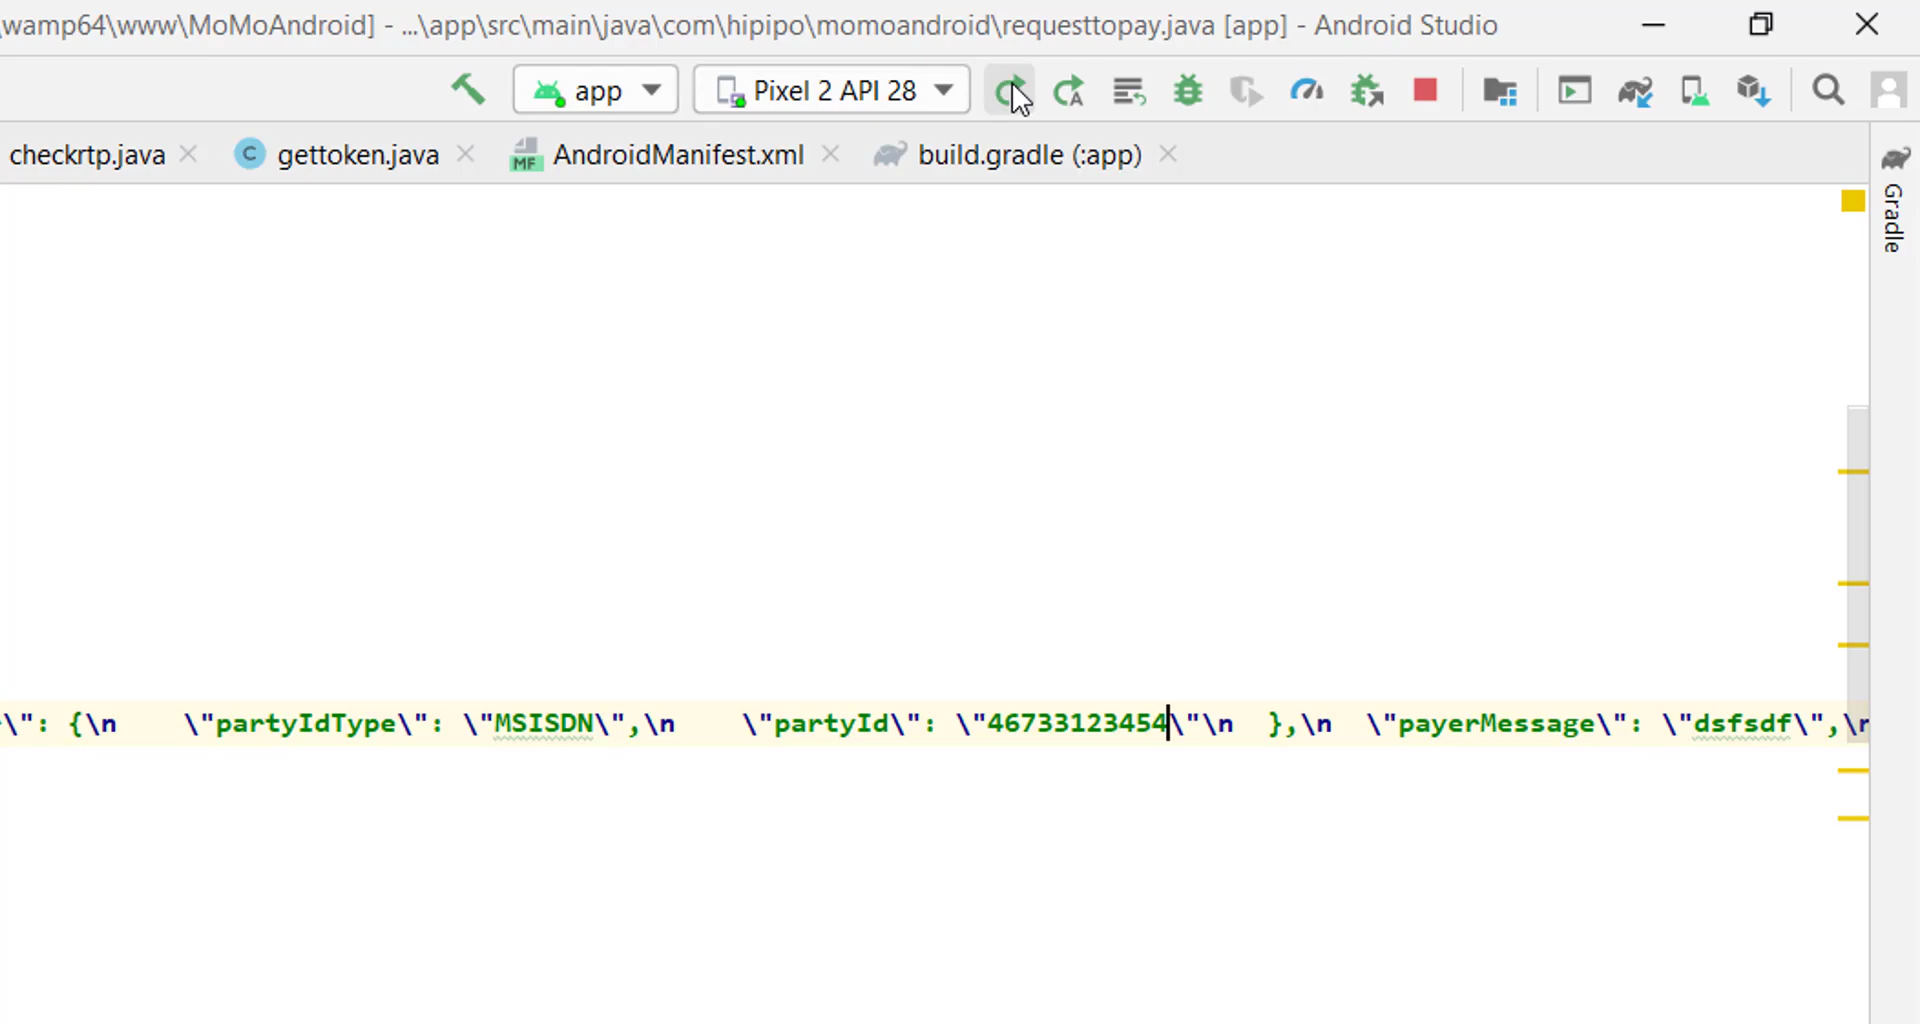 \wamp64\www\MoMoAndroid] - ...\app\src\main\java\com\hipipo\momoandroid\requesttopay.java [app] - Android Studio
app Pixel 2 API 28 A
checkrtp.java C gettoken.java MF AndroidManifest.xml build.gradle (:app)
Gradle
\": {\n    \"partyIdType\": \"MSISDN\",\n    \"partyId\": \"46733123454\"\n  },\n  \"payerMessage\": \"dsfsdf\",\n